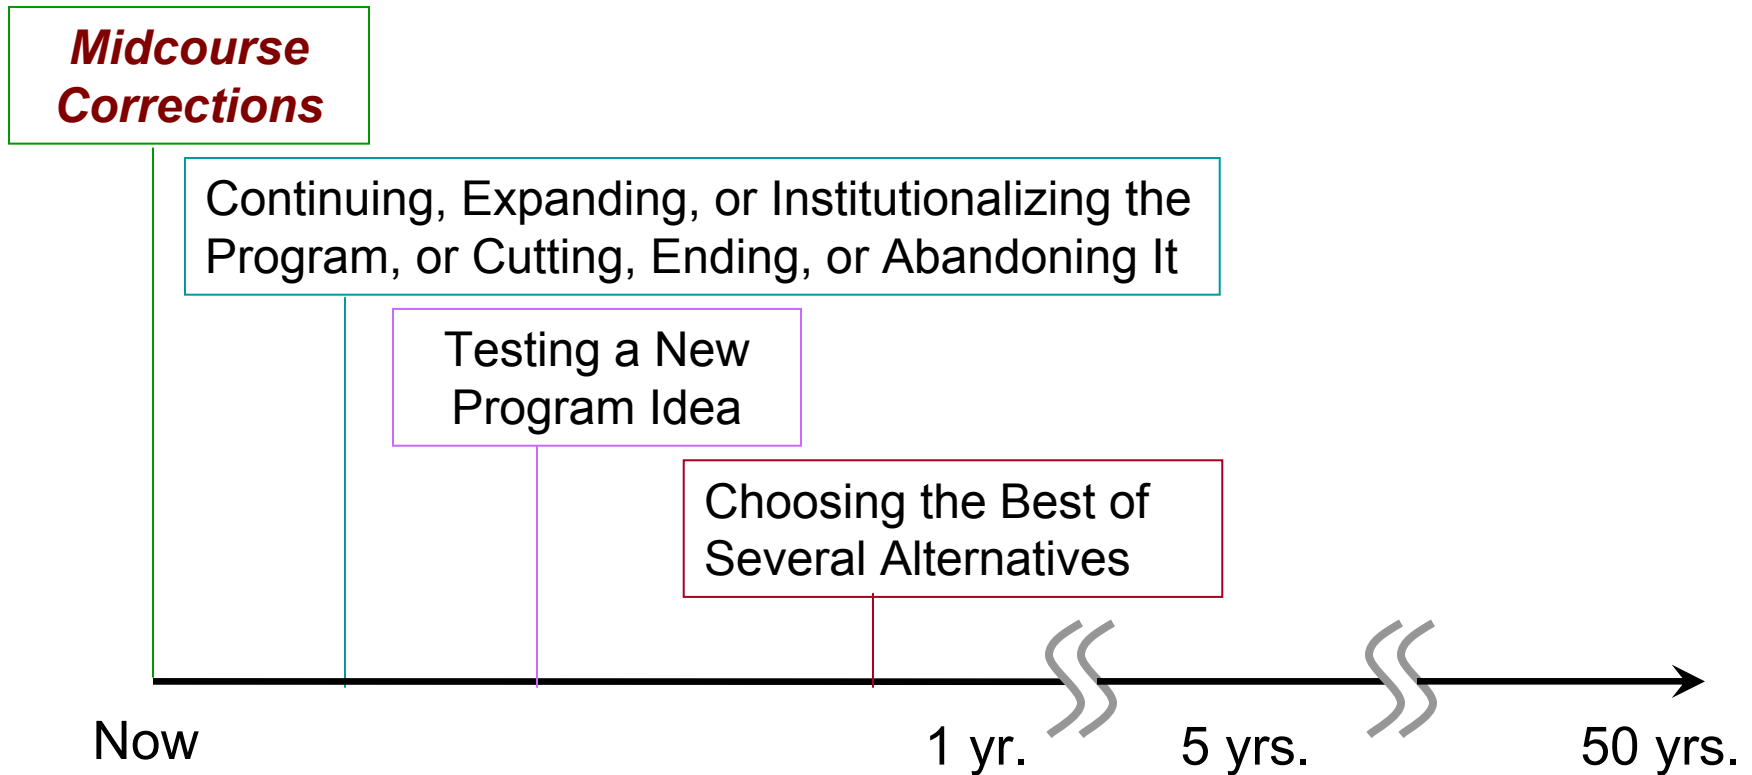 Midcourse
Corrections
Continuing, Expanding, or Institutionalizing the
Program, or Cutting, Ending, or Abandoning It
Testing a New
Program Idea
Choosing the Best of
Several Alternatives
Now
1 yr.
5 yrs.
50 yrs.